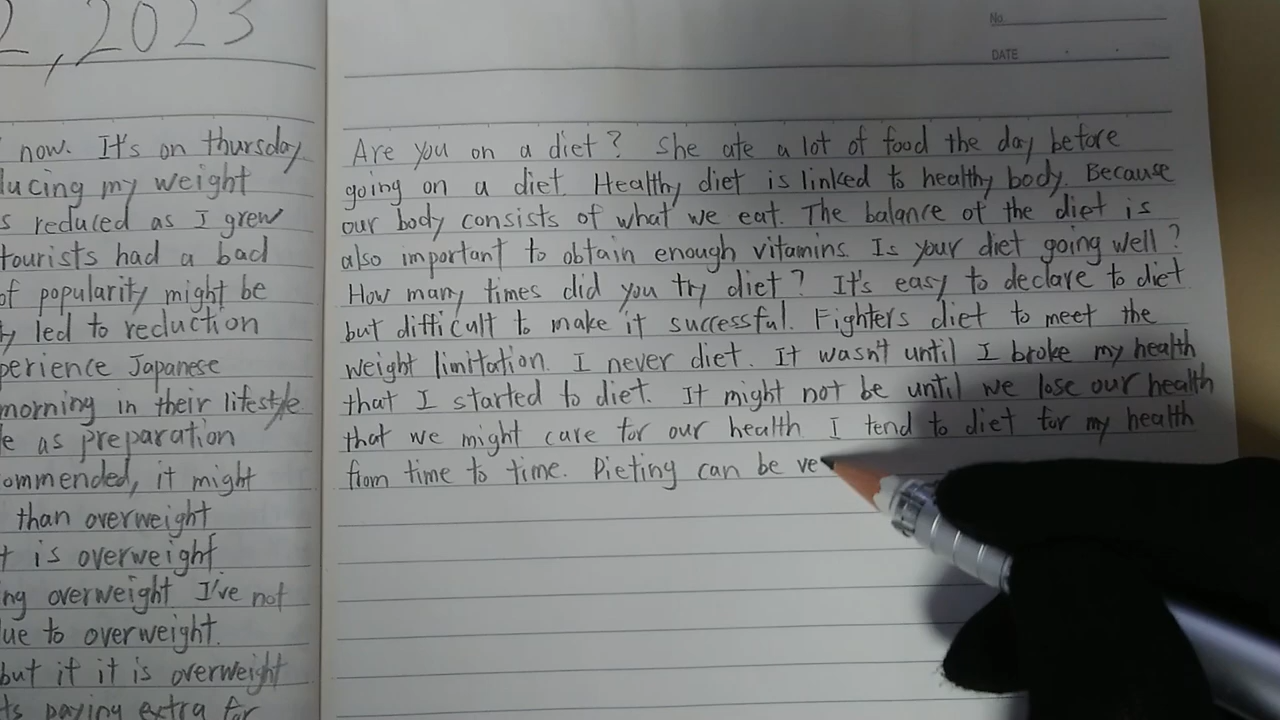 2, 2023
now. It's on thursday
lucing my weight
s reduced as I grew
tourists had a bad
of popularity might be
y led to reduction
perience Japanese
morning in their lifestyle
e as preparation
ommended, it might
than overweight
t is overweight
ng overweight I've not
ue to overweight.
but if it is overweight
ts paying extra for
No.
DATE . .
Are you on a diet? She ate a lot of food the day before
going on a diet. Healthy diet is linked to healthy body. Because
our body consists of what we eat. The balance of the diet is
also important to obtain enough vitamins. Is your diet going well?
How many times did you try diet? It's easy to declare to diet
but difficult to make it successful. Fighters diet to meet the
weight limitation. I never diet. It wasn't until I broke my health
that I started to diet. It might not be until we lose our health
that we might care for our health. I tend to diet for my health
from time to time. Dieting can be ve